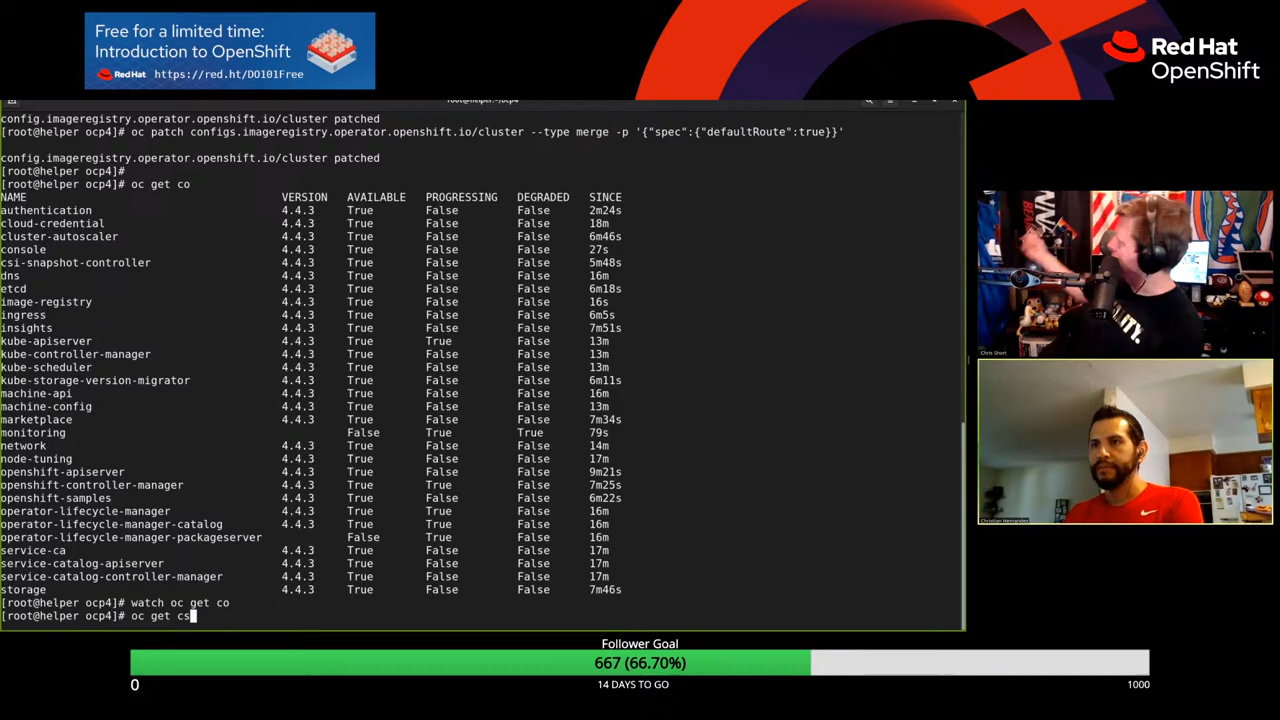 Free for a limited time:
Introduction to OpenShift
Red Hat https://red.ht/DO101Free
Red Hat
OpenShift
root@helper:~/ocp4
config.imageregistry.operator.openshift.io/cluster patched
[root@helper ocp4]# oc patch configs.imageregistry.operator.openshift.io/cluster --type merge -p '{"spec":{"defaultRoute":true}}'
config.imageregistry.operator.openshift.io/cluster patched
[root@helper ocp4]#
[root@helper ocp4]# oc get co
NAME VERSION AVAILABLE PROGRESSING DEGRADED SINCE
authentication 4.4.3 True False False 2m24s
cloud-credential 4.4.3 True False False 18m
cluster-autoscaler 4.4.3 True False False 6m46s
console 4.4.3 True False False 27s
csi-snapshot-controller 4.4.3 True False False 5m48s
dns 4.4.3 True False False 16m
etcd 4.4.3 True False False 6m18s
image-registry 4.4.3 True False False 16s
ingress 4.4.3 True False False 6m5s
insights 4.4.3 True False False 7m51s
kube-apiserver 4.4.3 True True False 13m
kube-controller-manager 4.4.3 True False False 13m
kube-scheduler 4.4.3 True False False 13m
kube-storage-version-migrator 4.4.3 True False False 6m11s
machine-api 4.4.3 True False False 16m
machine-config 4.4.3 True False False 13m
marketplace 4.4.3 True False False 7m34s
monitoring False True True 79s
network 4.4.3 True False False 14m
node-tuning 4.4.3 True False False 17m
openshift-apiserver 4.4.3 True False False 9m21s
openshift-controller-manager 4.4.3 True True False 7m25s
openshift-samples 4.4.3 True False False 6m22s
operator-lifecycle-manager 4.4.3 True True False 16m
operator-lifecycle-manager-catalog 4.4.3 True True False 16m
operator-lifecycle-manager-packageserver False True False 16m
service-ca 4.4.3 True False False 17m
service-catalog-apiserver 4.4.3 True False False 17m
service-catalog-controller-manager 4.4.3 True False False 17m
storage 4.4.3 True False False 7m46s
[root@helper ocp4]# watch oc get co
[root@helper ocp4]# oc get cs
Chris Short
Christian Hernandez
Follower Goal
667 (66.70%)
0 14 DAYS TO GO 1000